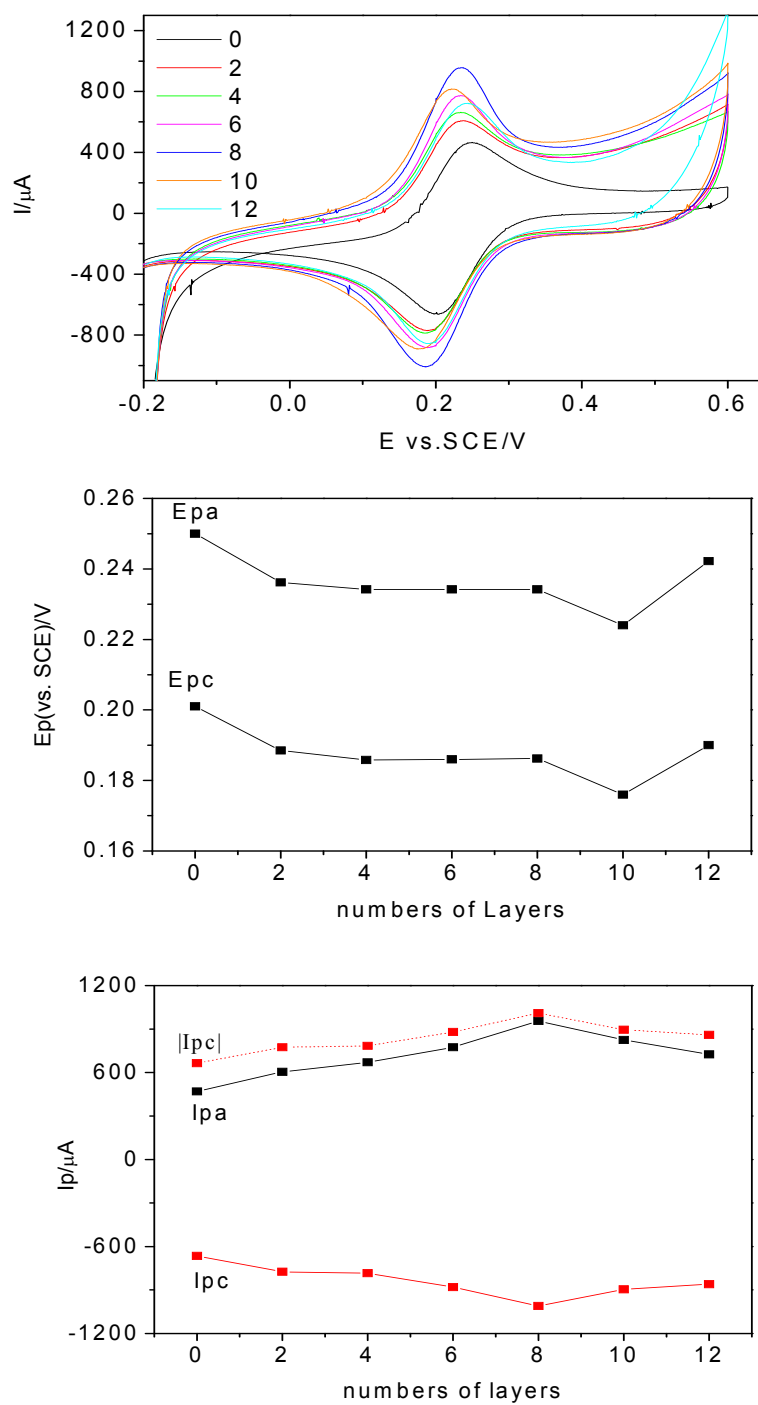 1200
800
400
0
-400
-800
I/μA
0
2
4
6
8
10
12
-0.2 0.0 0.2 0.4 0.6
E vs.SCE/V
0.26
0.24
0.22
0.20
0.18
0.16
Ep(vs. SCE)/V
Epa
Epc
0 2 4 6 8 10 12
numbers of Layers
1200
600
0
-600
-1200
Ip/μA
|Ipc|
Ipa
Ipc
0 2 4 6 8 10 12
numbers of layers